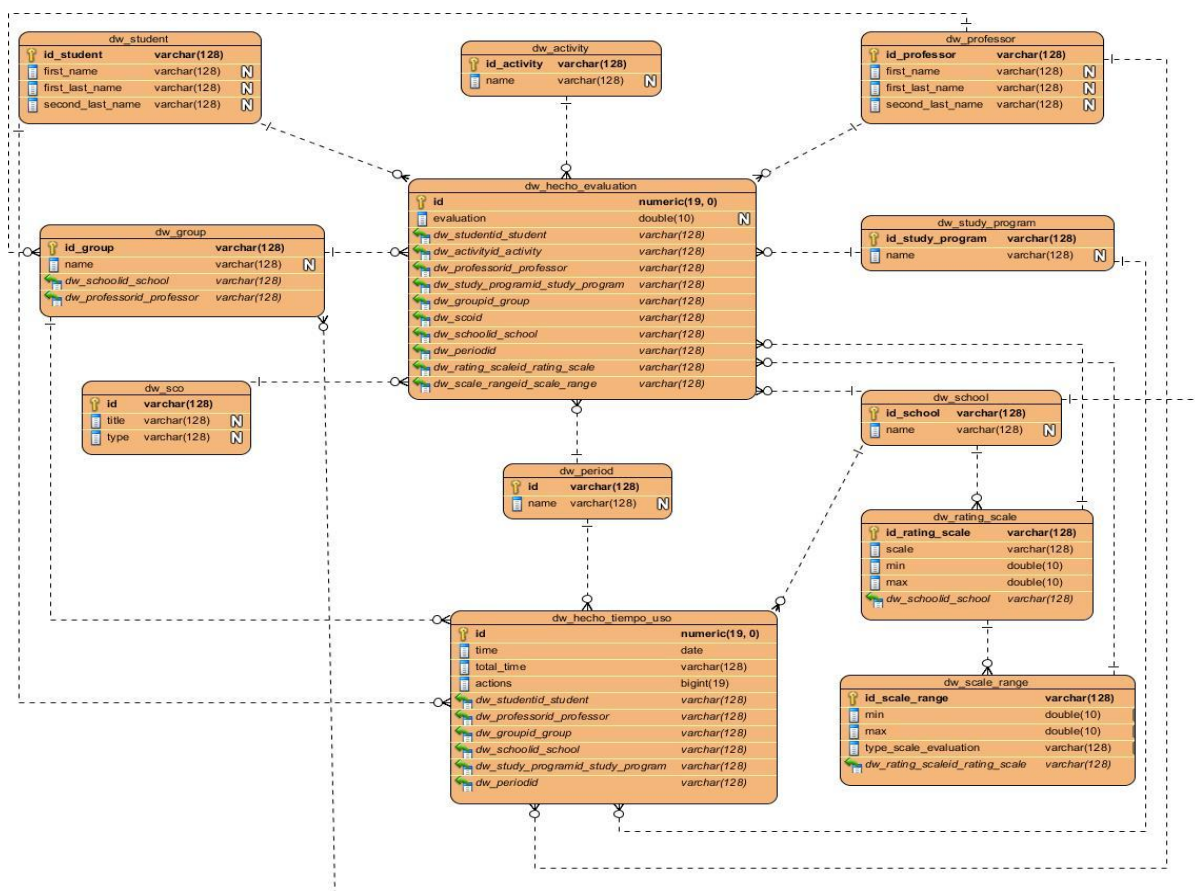 dw_student
id_student varchar(128)
first_name varchar(128) N
first_last_name varchar(128) N
second_last_name varchar(128) N
dw_activity
id_activity varchar(128)
name varchar(128) N
dw_professor
id_professor varchar(128)
first_name varchar(128) N
first_last_name varchar(128) N
second_last_name varchar(128) N
dw_hecho_evaluation
id numeric(19, 0)
evaluation double(10) N
dw_studentid_student varchar(128)
dw_activityid_activity varchar(128)
dw_professorid_professor varchar(128)
dw_study_programid_study_program varchar(128)
dw_groupid_group varchar(128)
dw_scoid varchar(128)
dw_schoolid_school varchar(128)
dw_periodid varchar(128)
dw_rating_scaleid_rating_scale varchar(128)
dw_scale_rangeid_scale_range varchar(128)
dw_group
id_group varchar(128)
name varchar(128) N
dw_schoolid_school varchar(128)
dw_professorid_professor varchar(128)
dw_study_program
id_study_program varchar(128)
name varchar(128) N
dw_sco
id varchar(128)
title varchar(128) N
type varchar(128) N
dw_school
id_school varchar(128)
name varchar(128) N
dw_period
id varchar(128)
name varchar(128) N
dw_rating_scale
id_rating_scale varchar(128)
scale varchar(128)
min double(10)
max double(10)
dw_schoolid_school varchar(128)
dw_hecho_tiempo_uso
id numeric(19, 0)
time date
total_time varchar(128)
actions bigint(19)
dw_studentid_student varchar(128)
dw_professorid_professor varchar(128)
dw_groupid_group varchar(128)
dw_schoolid_school varchar(128)
dw_study_programid_study_program varchar(128)
dw_periodid varchar(128)
dw_scale_range
id_scale_range varchar(128)
min double(10)
max double(10)
type_scale_evaluation varchar(128)
dw_rating_scaleid_rating_scale varchar(128)